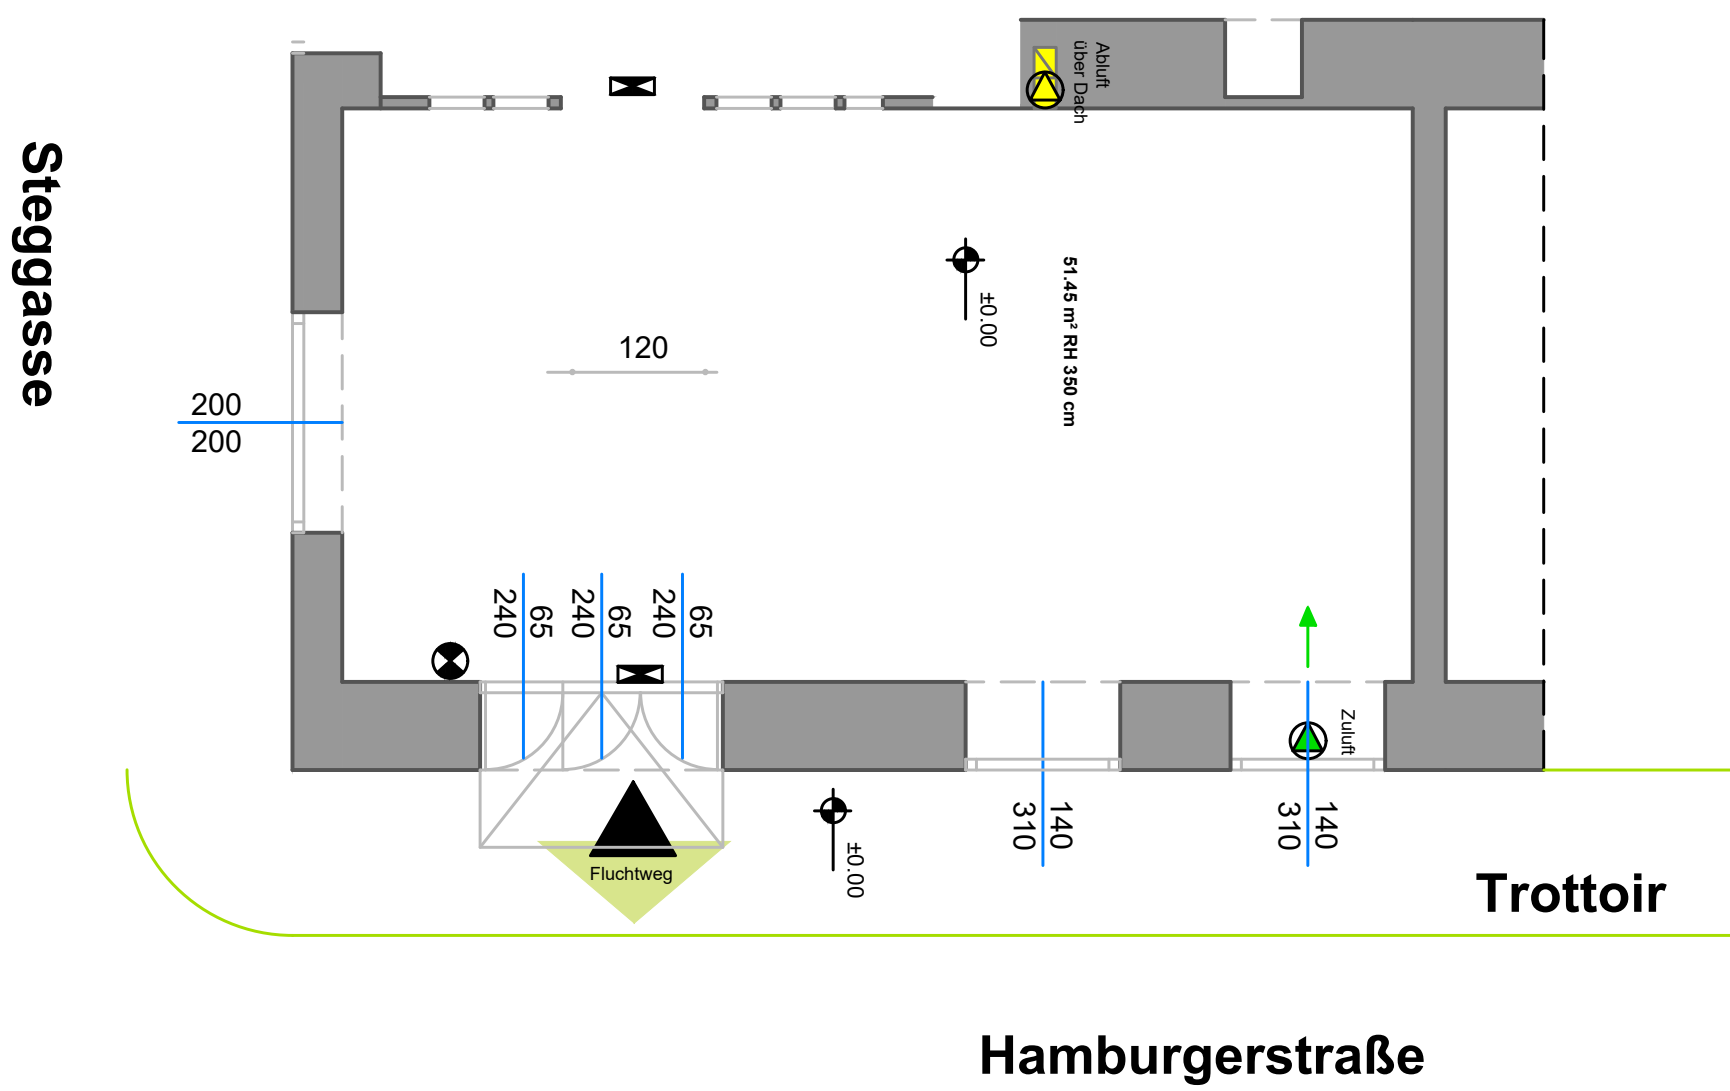 Abluft
über Dach
Steggasse
±0.00
51.45 m² RH 350 cm
120
200
200
65
240
65
240
65
240
Zuluft
140
310
140
310
±0.00
Fluchtweg
Trottoir
Hamburgerstraße